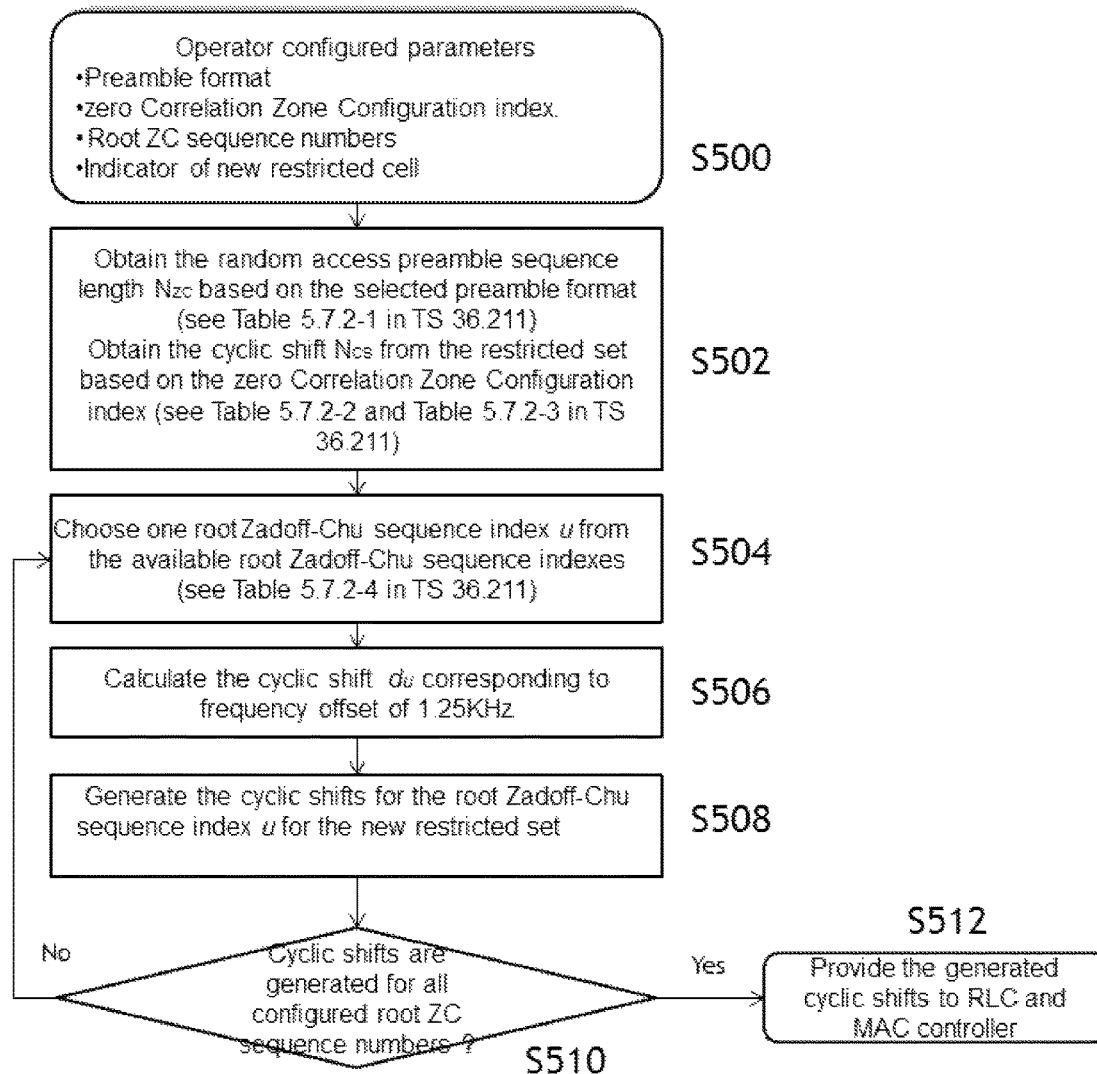 Operator configured parameters
•Preamble format
•zero Correlation Zone Configuration index.
•Root ZC sequence numbers
•Indicator of new restricted cell
S500
Obtain the random access preamble sequence
length Nzc based on the selected preamble format
(see Table 5.7.2-1 in TS 36.211)
Obtain the cyclic shift Ncs from the restricted set
based on the zero Correlation Zone Configuration
index (see Table 5.7.2-2 and Table 5.7.2-3 in TS
36.211)
S502
Choose one root Zadoff-Chu sequence index u from
the available root Zadoff-Chu sequence indexes
(see Table 5.7.2-4 in TS 36.211)
S504
Calculate the cyclic shift du corresponding to
frequency offset of 1.25KHz
S506
Generate the cyclic shifts for the root Zadoff-Chu
sequence index u for the new restricted set
S508
No
Cyclic shifts are
generated for all
configured root ZC
sequence numbers ?
S510
Yes
S512
Provide the generated
cyclic shifts to RLC and
MAC controller